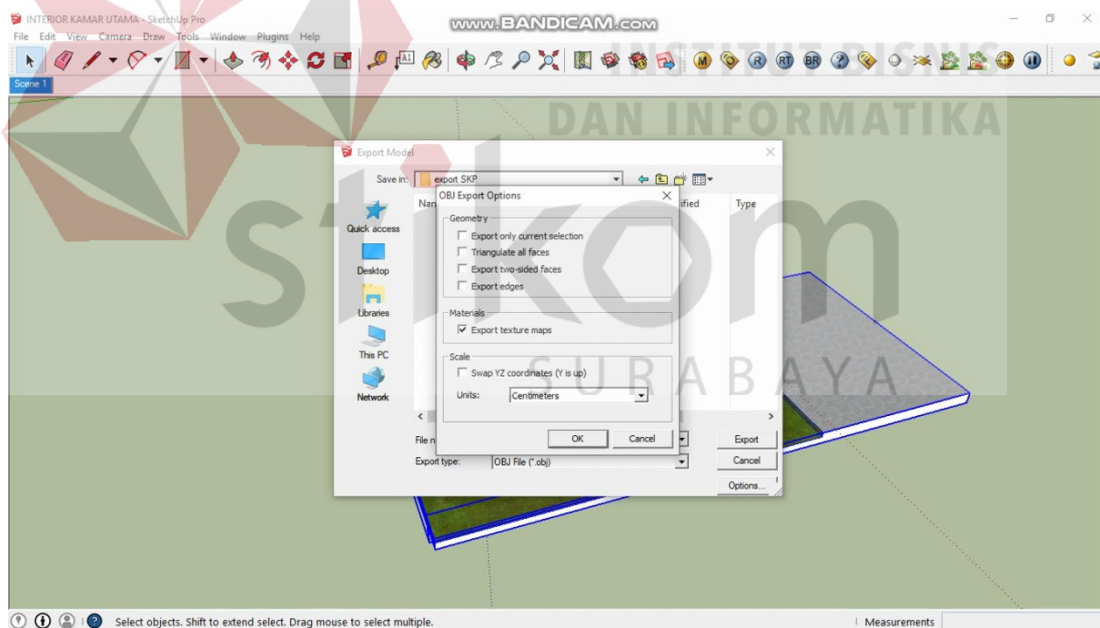 INTERIOR KAMAR UTAMA - SketchUp Pro
www.BANDICAM.com
File Edit View Camera Draw Tools Window Plugins Help
INSTITUT BISNIS
A1
M R RT BR
Scene 1
DAN INFORMATIKA
Export Model
Save in: export SKP
OBJ Export Options
Type
Quick access
Geometry
Export only current selection
Triangulate all faces
Desktop
Export two-sided faces
Export edges
Libraries
Materials
Export texture maps
stikom
This PC
Scale
Swap YZ coordinates (Y is up)
SURABAYA
Network
Units: Centimeters
OK Cancel
File n
Export
Export type: OBJ File (*.obj)
Cancel
Options...
Select objects. Shift to extend select. Drag mouse to select multiple.
Measurements